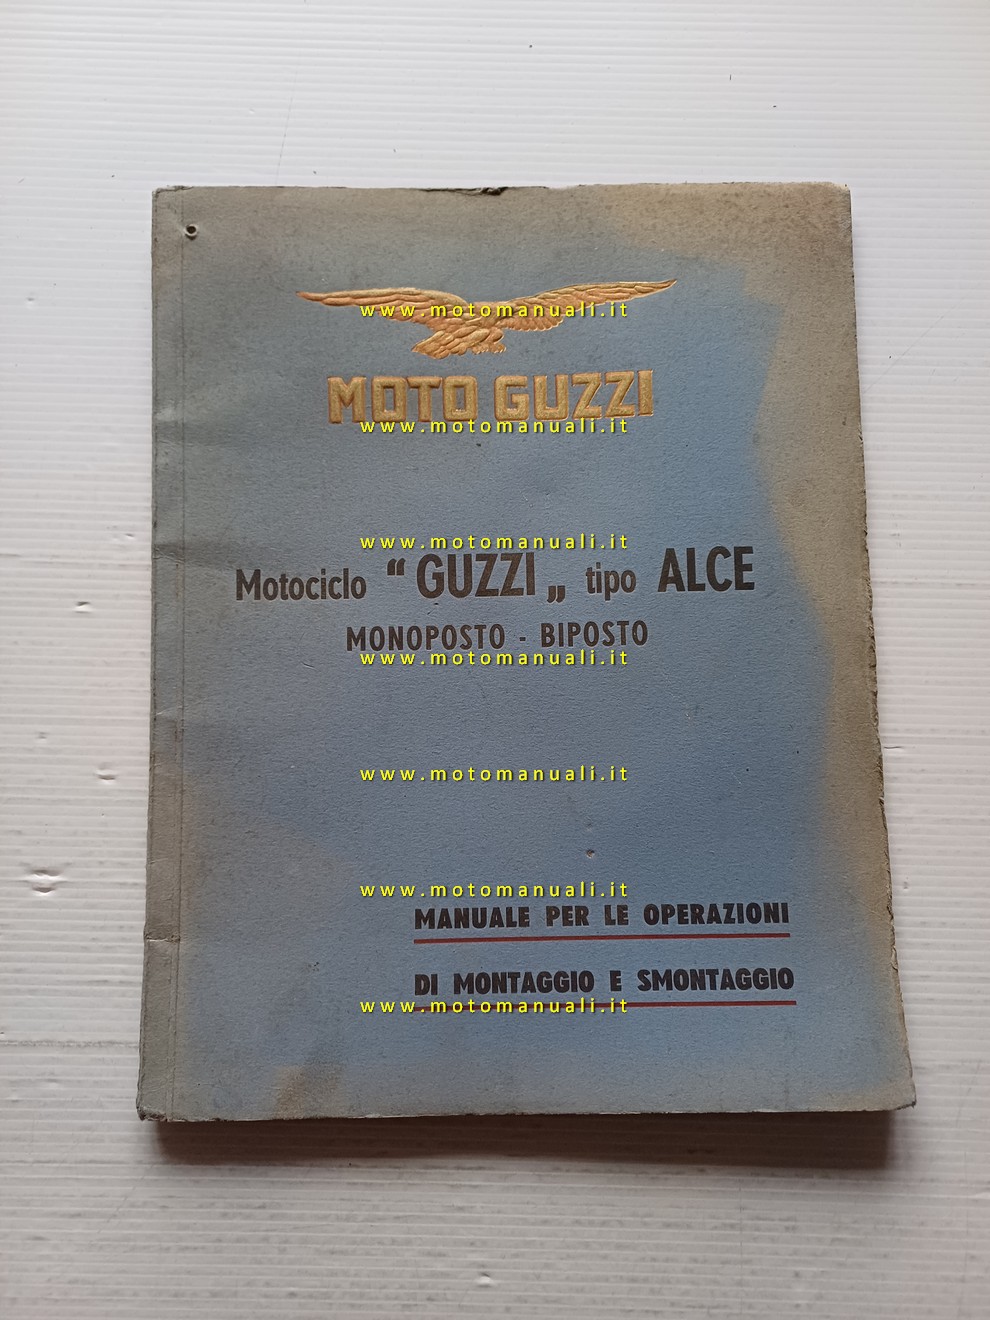 www.motomanuali.it
MOTO GUZZI
www.motomanuali.it
www.motomanuali.it
Motociclo “ GUZZI „ tipo ALCE
MONOPOSTO - BIPOSTO
www.motomanuali.it
www.motomanuali.it
www.motomanuali.it
MANUALE PER LE OPERAZIONI
DI MONTAGGIO E SMONTAGGIO
www.motomanuali.it